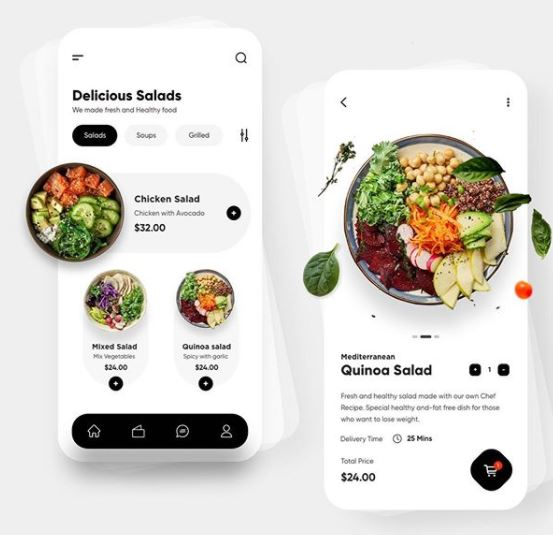 Delicious Salads
We made fresh and Healthy food
Salads
Soups
Grilled
Chicken Salad
Chicken with Avocado
$32.00
Mixed Salad
Mix Vegetables
$24.00
Quinoa salad
Spicy with garlic
$24.00
Mediterranean
Quinoa Salad
1
Fresh and healthy salad made with our own Chef
Recipe. Special healthy and-fat free dish for those
who want to lose weight.
Delivery Time
25 Mins
Total Price
$24.00